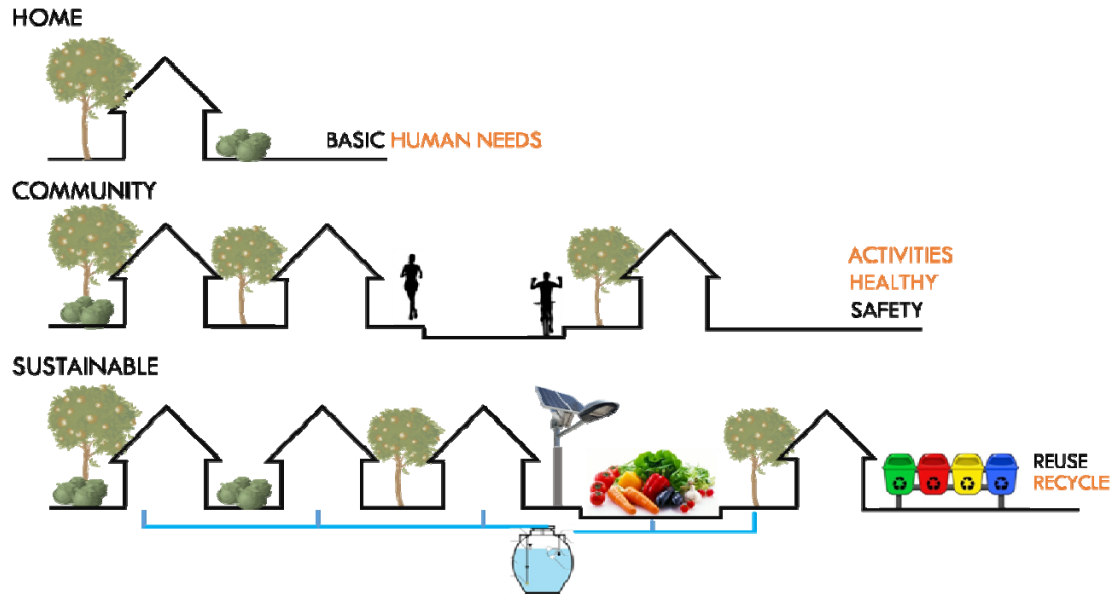 HOME
BASIC HUMAN NEEDS
COMMUNITY
ACTIVITIES
HEALTHY
SAFETY
SUSTAINABLE
REUSE
RECYCLE